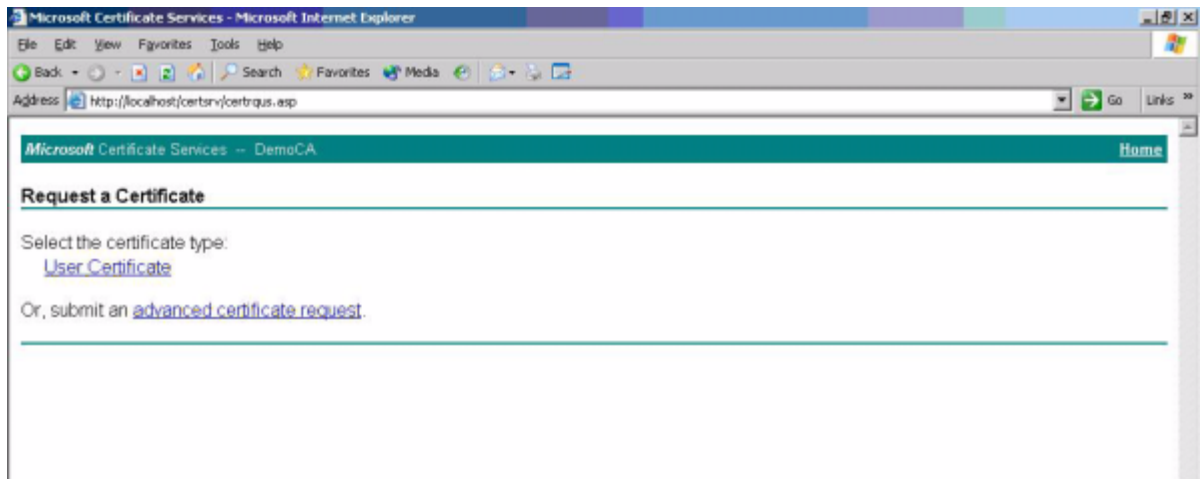 Microsoft Certificate Services - Microsoft Internet Explorer
File Edit View Favorites Tools Help
Back Search Favorites Media
Address http://localhost/certsrv/certrqus.asp Go Links »
Microsoft Certificate Services -- DemoCA Home
Request a Certificate
Select the certificate type:
User Certificate
Or, submit an advanced certificate request.